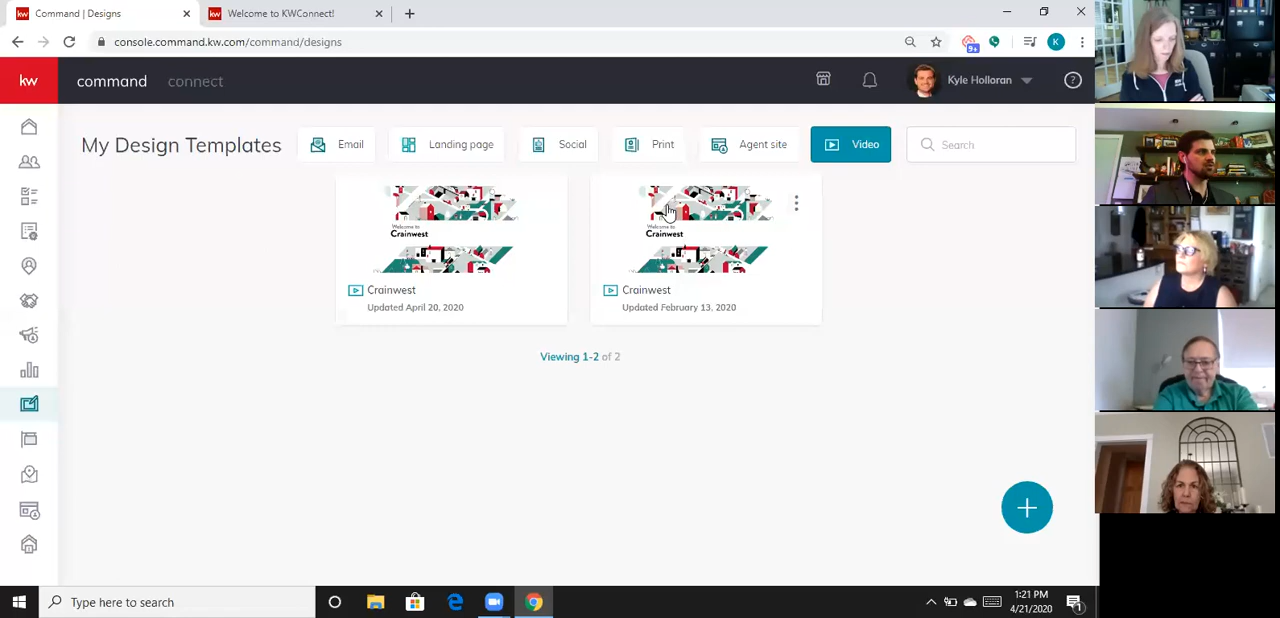 Command | Designs
Welcome to KWConnect!
console.command.kw.com/command/designs
9+
K
kw
command
connect
Kyle Holloran
?
My Design Templates
Email
Landing page
Social
Print
Agent site
Video
Search
Welcome to
Crainwest
Welcome to
Crainwest
Crainwest
Updated April 20, 2020
Crainwest
Updated February 13, 2020
Viewing 1-2 of 2
Type here to search
1:21 PM
4/21/2020
1